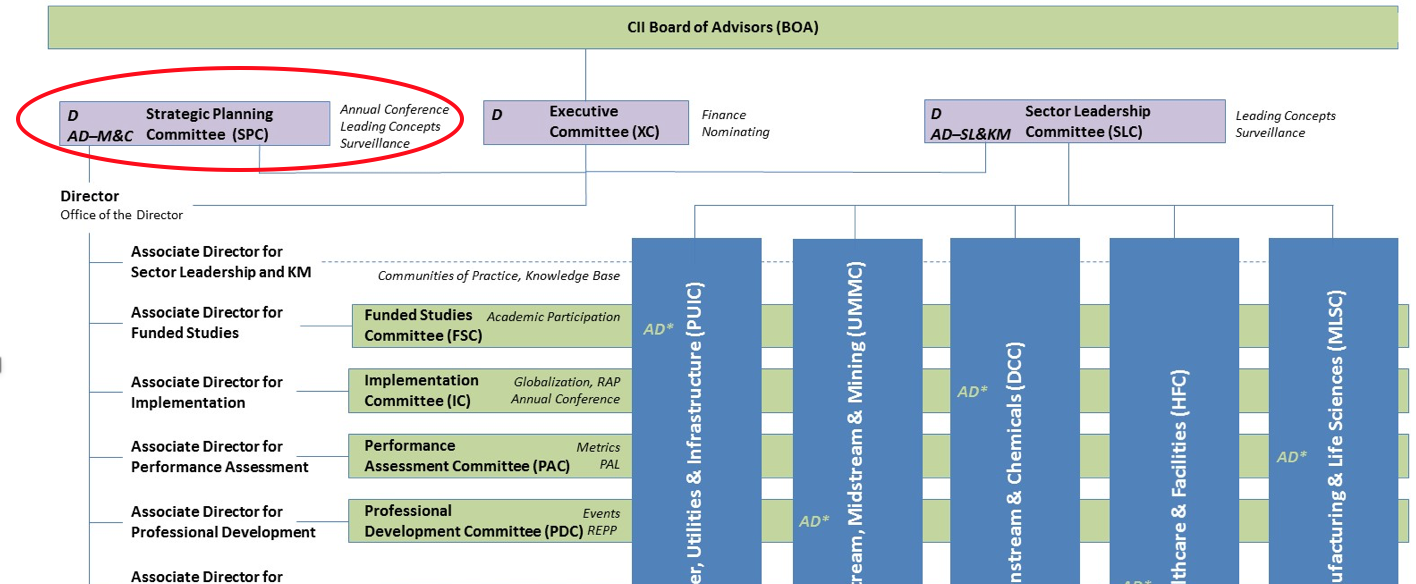 CII Board of Advisors (BOA)
D
AD–M&C
Strategic Planning
Committee (SPC)
Annual Conference
Leading Concepts
Surveillance
D
Executive
Committee (XC)
Finance
Nominating
D
AD–SL&KM
Sector Leadership
Committee (SLC)
Leading Concepts
Surveillance
Director
Office of the Director
Associate Director for
Sector Leadership and KM
Communities of Practice, Knowledge Base
Associate Director for
Funded Studies
Funded Studies
Committee (FSC)
Academic Participation
Associate Director for
Implementation
Implementation
Committee (IC)
Globalization, RAP
Annual Conference
Associate Director for
Performance Assessment
Performance
Assessment Committee (PAC)
Metrics
PAL
Associate Director for
Professional Development
Professional
Development Committee (PDC)
Events
REPP
Associate Director for
AD*
Utilities & Infrastructure (PUIC)
AD*
Midstream & Mining (UMMC)
AD*
& Chemicals (DCC)
AD*
& Facilities (HFC)
AD*
& Life Sciences (MLSC)